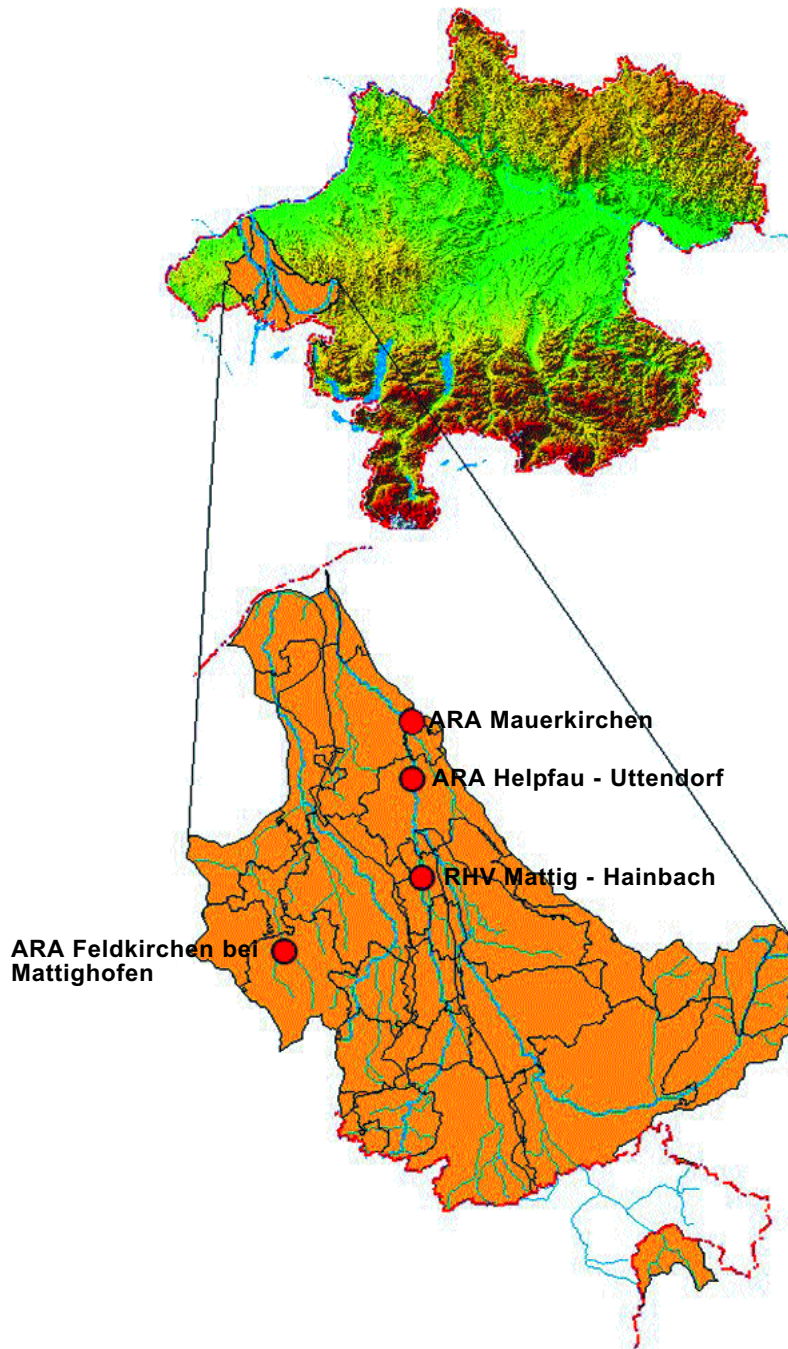 ARA Mauerkirchen
ARA Helpfau - Uttendorf
RHV Mattig - Hainbach
ARA Feldkirchen bei
Mattighofen